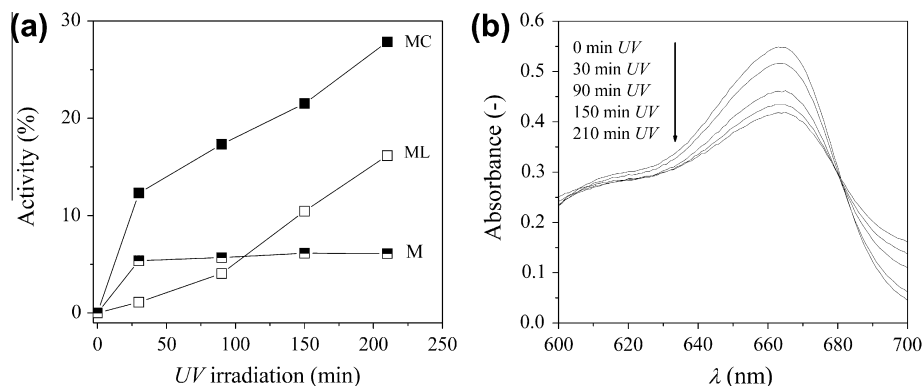 (a)
30
20
10
0
Activity (%)
MC
ML
M
0 50 100 150 200 250
UV irradiation (min)
(b)
0.6
0.5
0.4
0.3
0.2
0.1
0.0
Absorbance (-)
0 min UV
30 min UV
90 min UV
150 min UV
210 min UV
600 620 640 660 680 700
λ (nm)